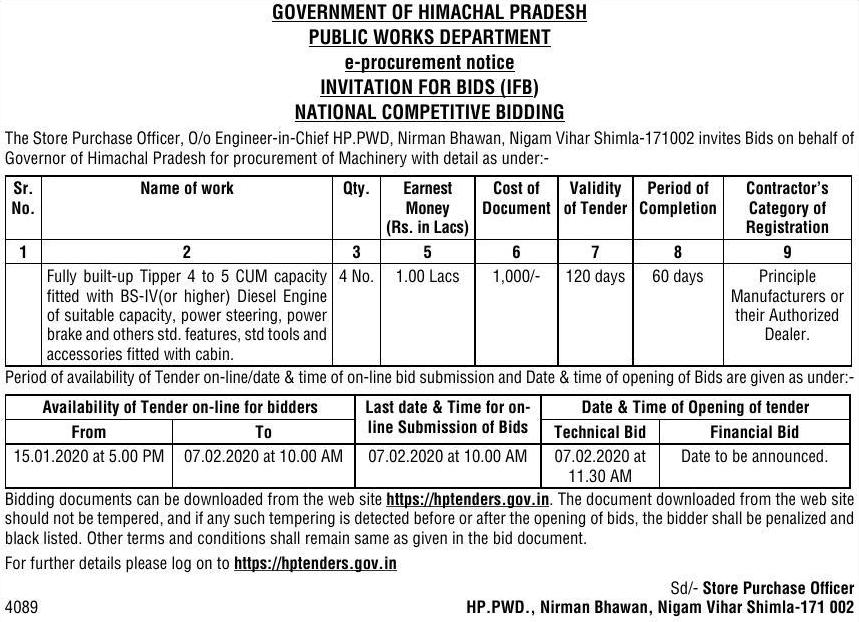 GOVERNMENT OF HIMACHAL PRADESH
PUBLIC WORKS DEPARTMENT
e-procurement notice
INVITATION FOR BIDS (IFB)
NATIONAL COMPETITIVE BIDDING
The Store Purchase Officer, O/o Engineer-in-Chief HP.PWD, Nirman Bhawan, Nigam Vihar Shimla-171002 invites Bids on behalf of
Governor of Himachal Pradesh for procurement of Machinery with detail as under:-
Sr. No. Name of work Qty. Earnest Money (Rs. in Lacs) Cost of Document Validity of Tender Period of Completion Contractor's Category of Registration
1 2 3 5 6 7 8 9
Fully built-up Tipper 4 to 5 CUM capacity 4 No. 1.00 Lacs 1,000/- 120 days 60 days Principle
fitted with BS-IV(or higher) Diesel Engine Manufacturers or
of suitable capacity, power steering, power their Authorized
brake and others std. features, std tools and Dealer.
accessories fitted with cabin.
Period of availability of Tender on-line/date & time of on-line bid submission and Date & time of opening of Bids are given as under:-
Availability of Tender on-line for bidders Last date & Time for on-line Submission of Bids Date & Time of Opening of tender
From To Technical Bid Financial Bid
15.01.2020 at 5.00 PM 07.02.2020 at 10.00 AM 07.02.2020 at 10.00 AM 07.02.2020 at 11.30 AM Date to be announced.
Bidding documents can be downloaded from the web site https://hptenders.gov.in. The document downloaded from the web site
should not be tempered, and if any such tempering is detected before or after the opening of bids, the bidder shall be penalized and
black listed. Other terms and conditions shall remain same as given in the bid document.
For further details please log on to https://hptenders.gov.in
Sd/- Store Purchase Officer
4089 HP.PWD., Nirman Bhawan, Nigam Vihar Shimla-171 002